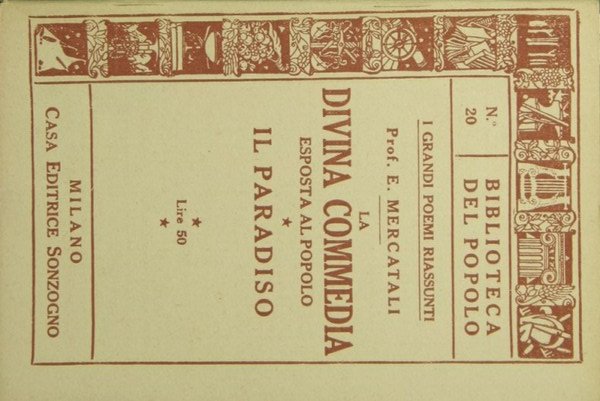 N.º 20
BIBLIOTECA
DEL POPOLO
I GRANDI POEMI RIASSUNTI
Prof. E. MERCATALI
LA
DIVINA COMMEDIA
ESPOSTA AL POPOLO
IL PARADISO
Lire 50
MILANO
CASA EDITRICE SONZOGNO